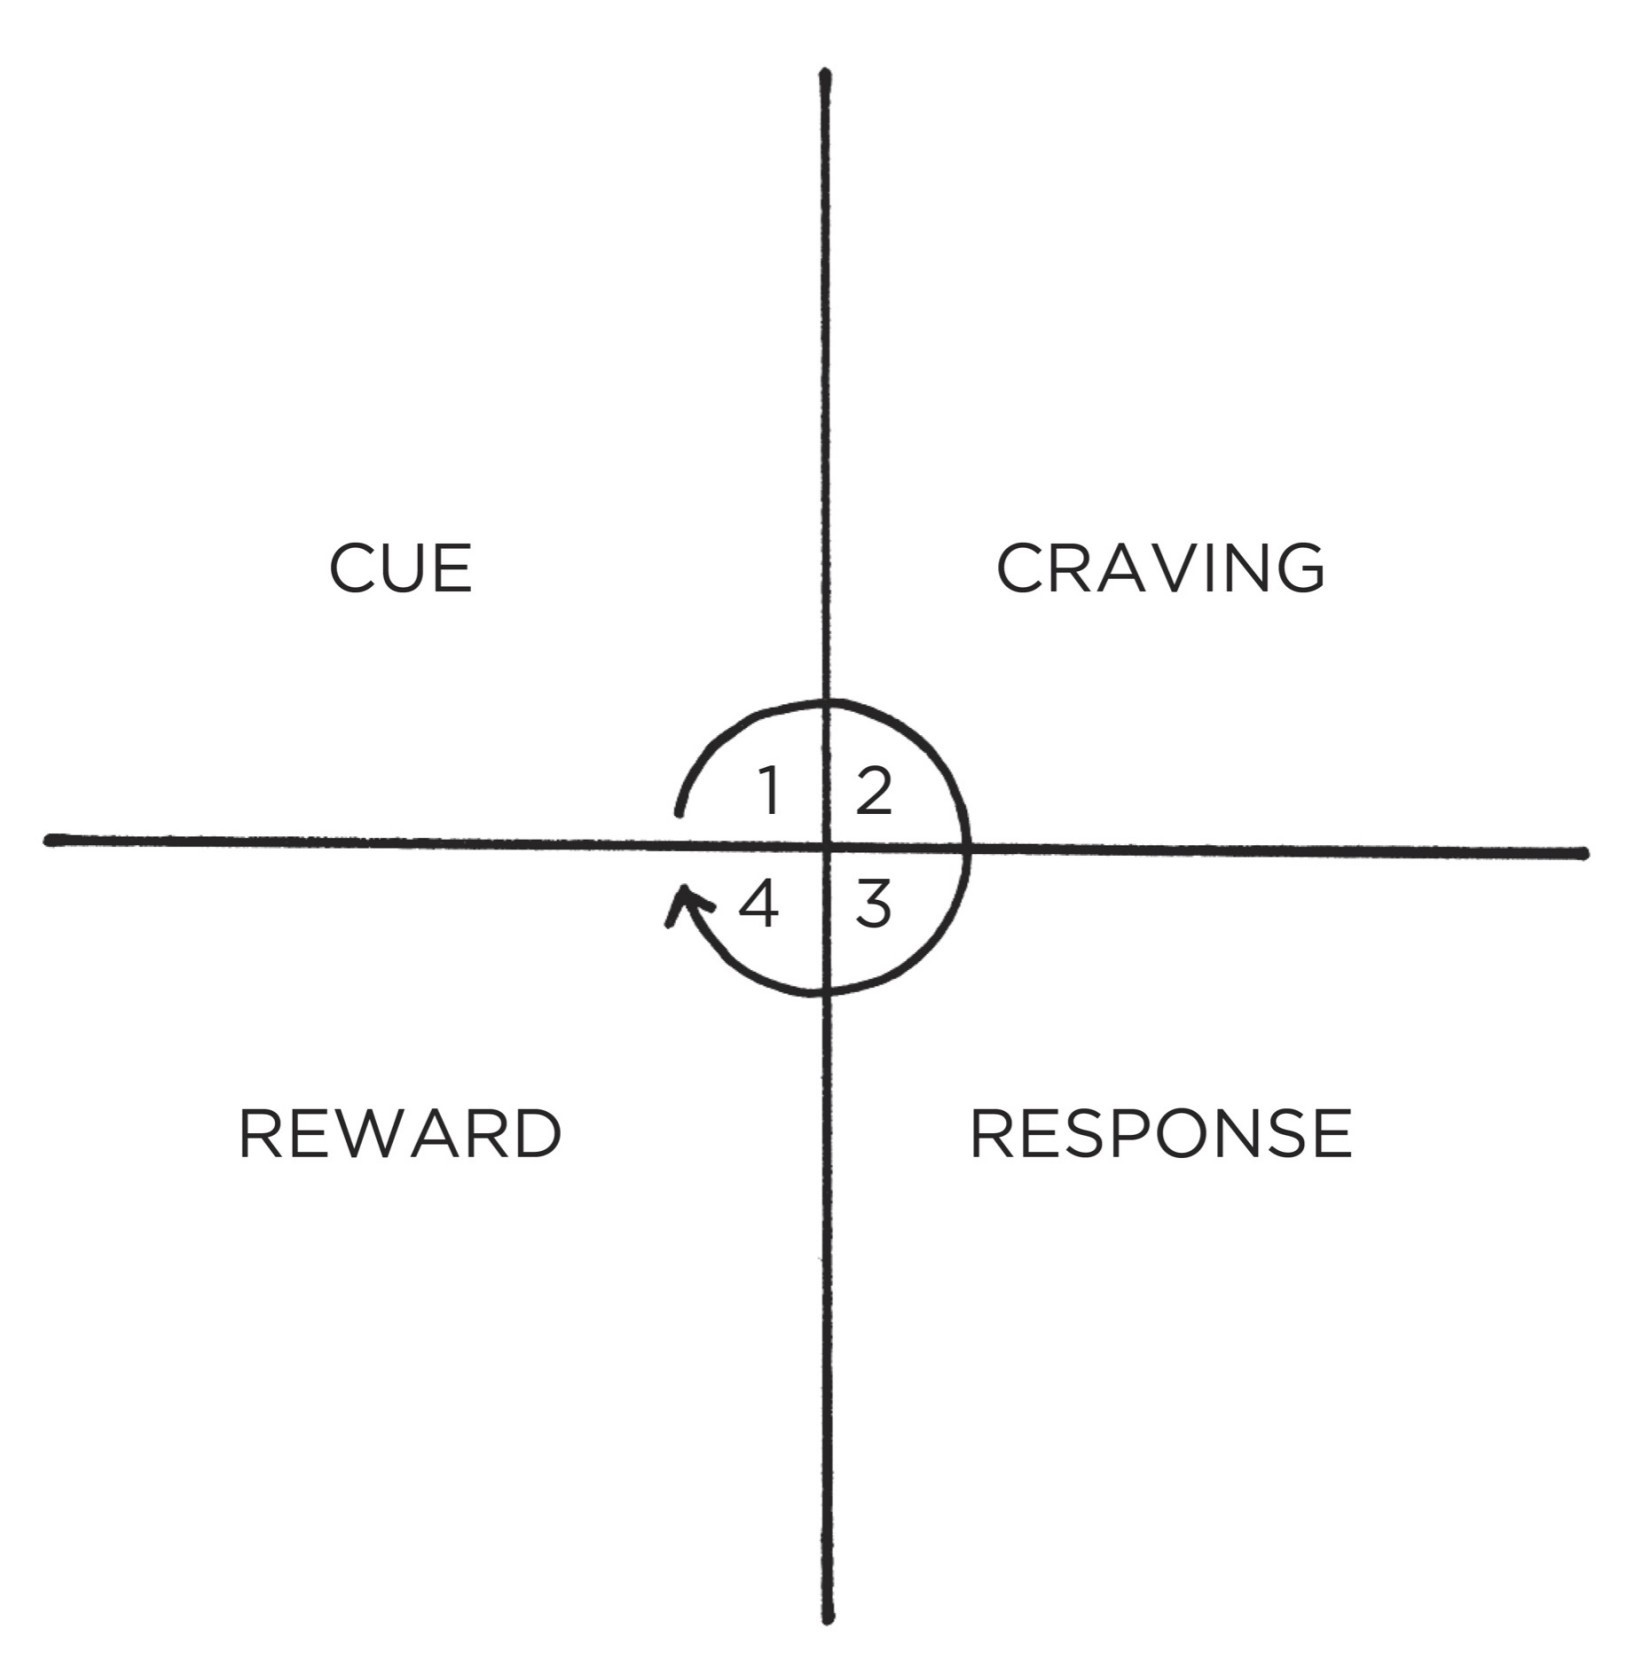 CUE
CRAVING
1 2
4 3
REWARD
RESPONSE